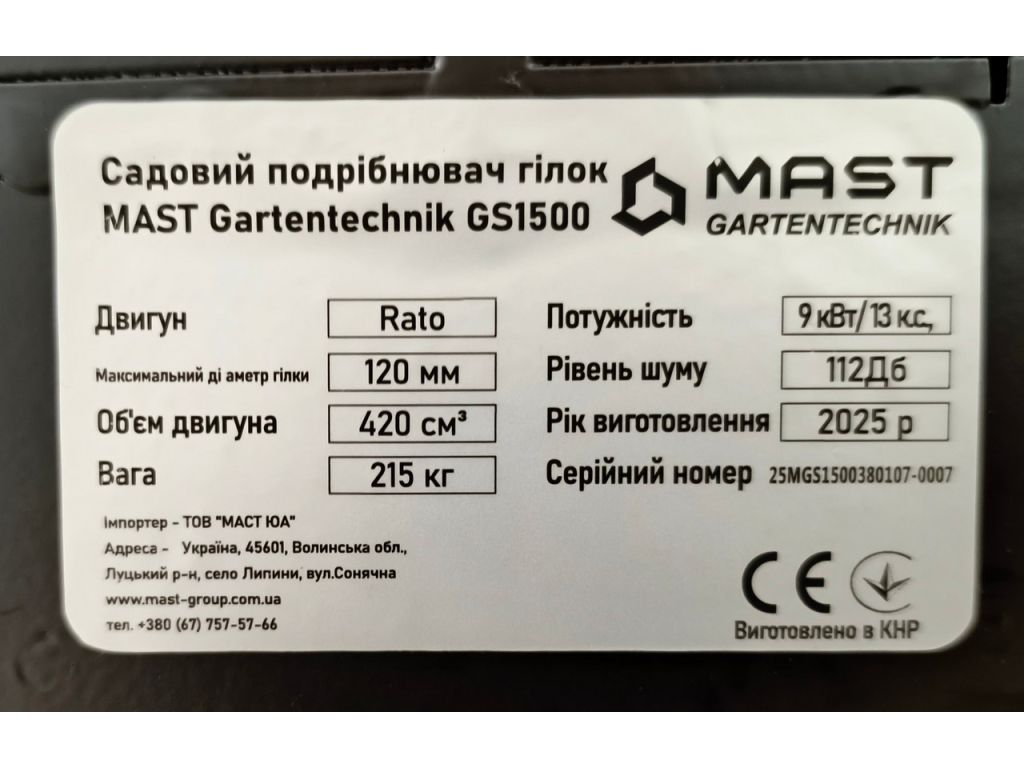 Садовий подрібнювач гілок
MAST Gartentechnik GS1500
MAST
GARTENTECHNIK
Двигун Rato
Потужність 9 кВт/13 к.с,
Максимальний ді аметр гілки 120 мм
Рівень шуму 112Дб
Об'єм двигуна 420 см³
Рік виготовлення 2025 р
Вага 215 кг
Серійний номер 25MGS1500380107-0007
Імпортер - ТОВ "МАСТ ЮА"
Адреса - Україна, 45601, Волинська обл.,
Луцький р-н, село Липини, вул.Сонячна
www.mast-group.com.ua
тел. +380 (67) 757-57-66
CE
Виготовлено в КНР